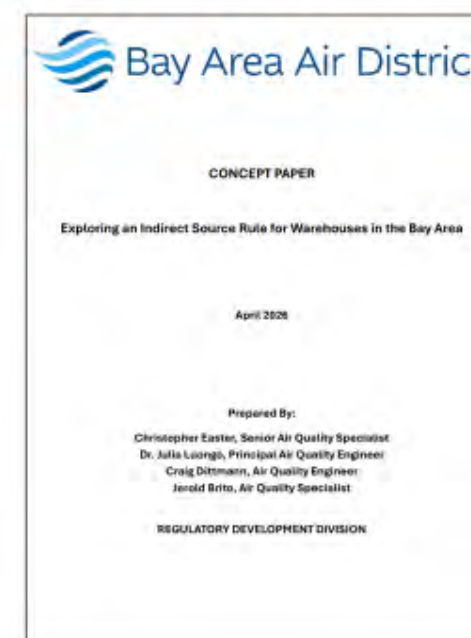 Bay Area Air Distric
CONCEPT PAPER
Exploring an Indirect Source Rule for Warehouses in the Bay Area
April 2026
Prepared By:
Christopher Easter, Senior Air Quality Specialist
Dr. Julia Luongo, Principal Air Quality Engineer
Craig Dittmann, Air Quality Engineer
Jerold Brito, Air Quality Specialist
REGULATORY DEVELOPMENT DIVISION